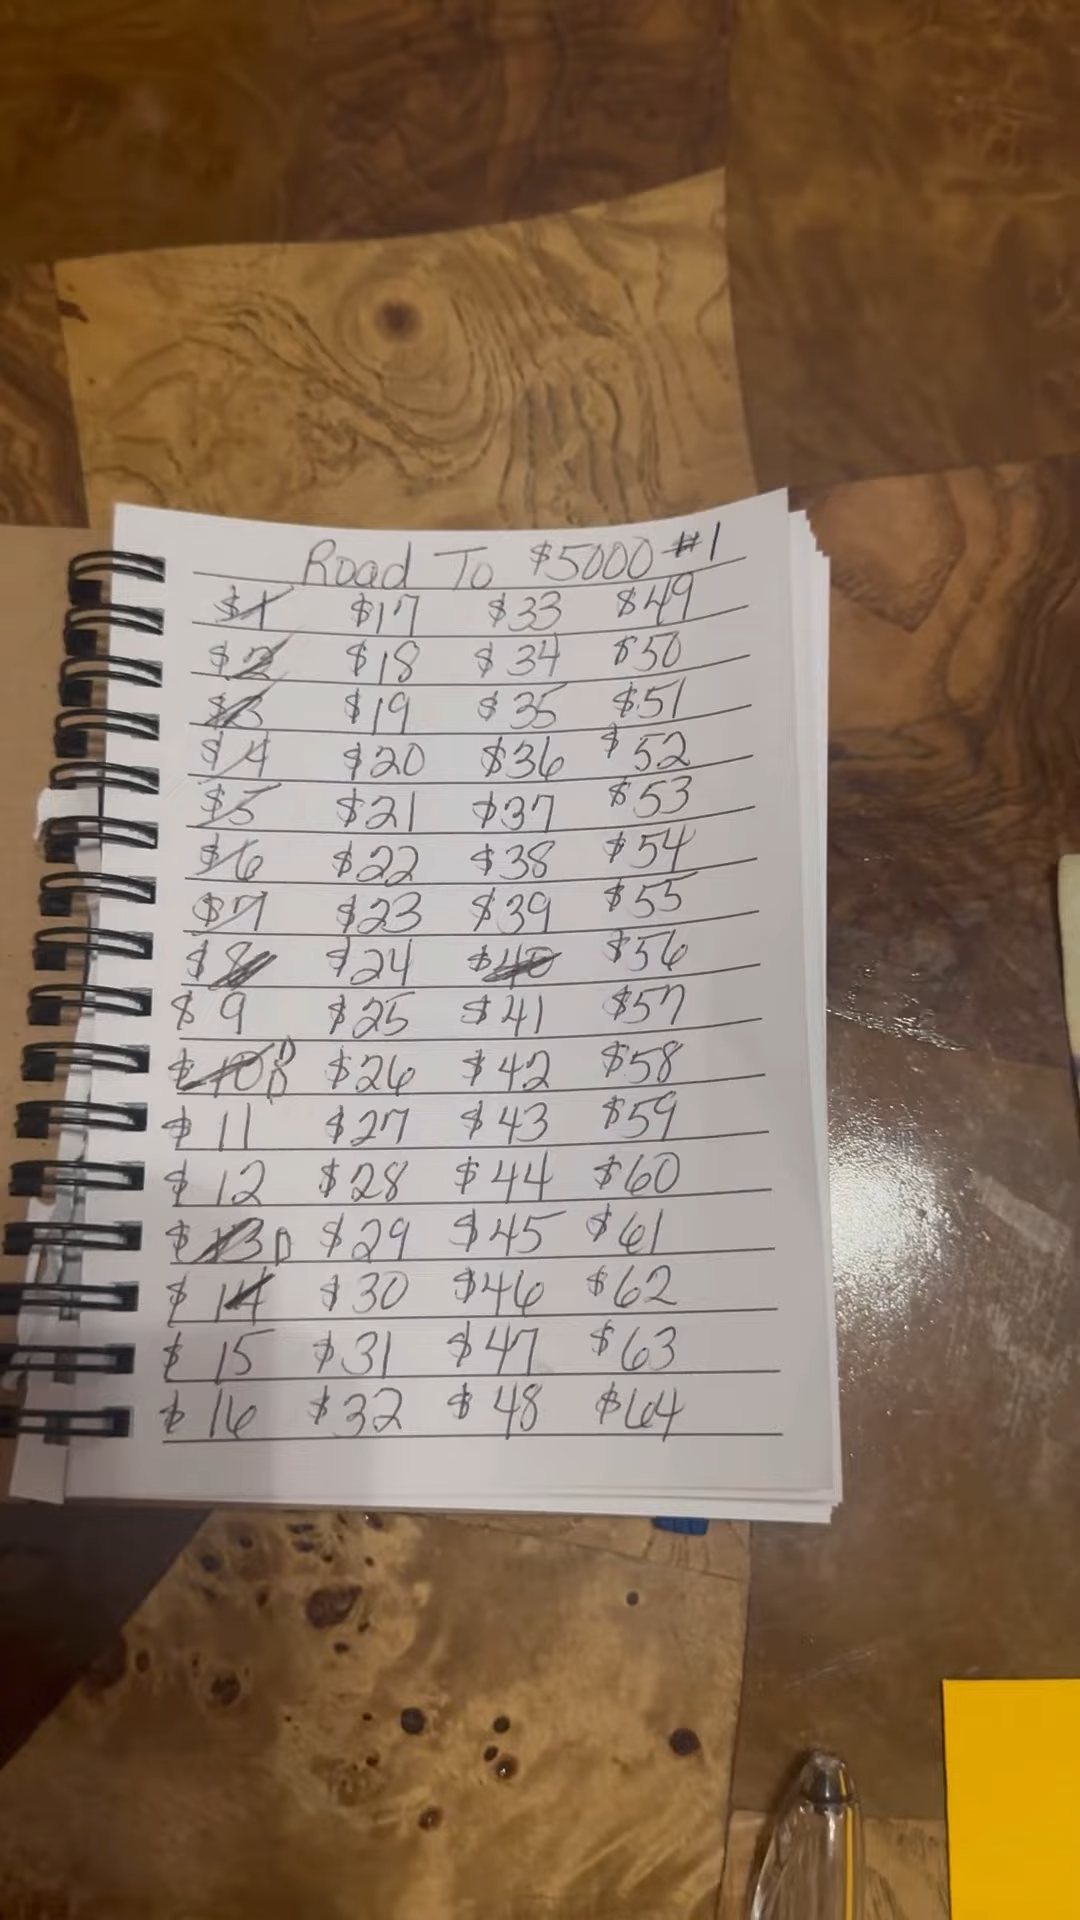 Road To $5000 #1
$1 $17 $33 $49
$2 $18 $34 $50
$3 $19 $35 $51
$4 $20 $36 $52
$5 $21 $37 $53
$6 $22 $38 $54
$7 $23 $39 $55
$8 $24 $40 $56
$9 $25 $41 $57
$10 $26 $42 $58
$11 $27 $43 $59
$12 $28 $44 $60
$13 D $29 $45 $61
$14 $30 $46 $62
$15 $31 $47 $63
$16 $32 $48 $64